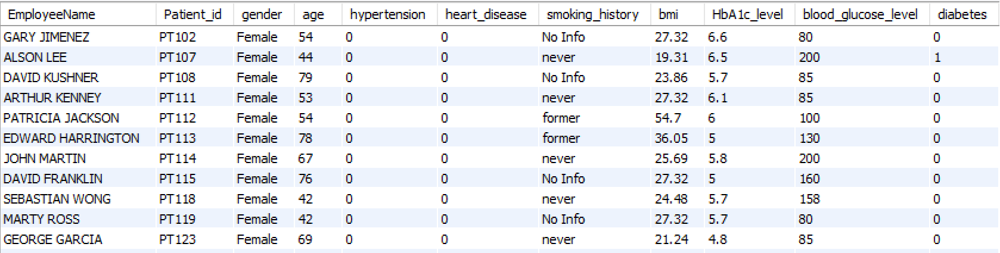 EmployeeName Patient_id gender age hypertension heart_disease smoking_history bmi HbA1c_level blood_glucose_level diabetes
GARY JIMENEZ PT102 Female 54 0 0 No Info 27.32 6.6 80 0
ALSON LEE PT107 Female 44 0 0 never 19.31 6.5 200 1
DAVID KUSHNER PT108 Female 79 0 0 No Info 23.86 5.7 85 0
ARTHUR KENNEY PT111 Female 53 0 0 never 27.32 6.1 85 0
PATRICIA JACKSON PT112 Female 54 0 0 former 54.7 6 100 0
EDWARD HARRINGTON PT113 Female 78 0 0 former 36.05 5 130 0
JOHN MARTIN PT114 Female 67 0 0 never 25.69 5.8 200 0
DAVID FRANKLIN PT115 Female 76 0 0 No Info 27.32 5 160 0
SEBASTIAN WONG PT118 Female 42 0 0 never 24.48 5.7 158 0
MARTY ROSS PT119 Female 42 0 0 No Info 27.32 5.7 80 0
GEORGE GARCIA PT123 Female 69 0 0 never 21.24 4.8 85 0